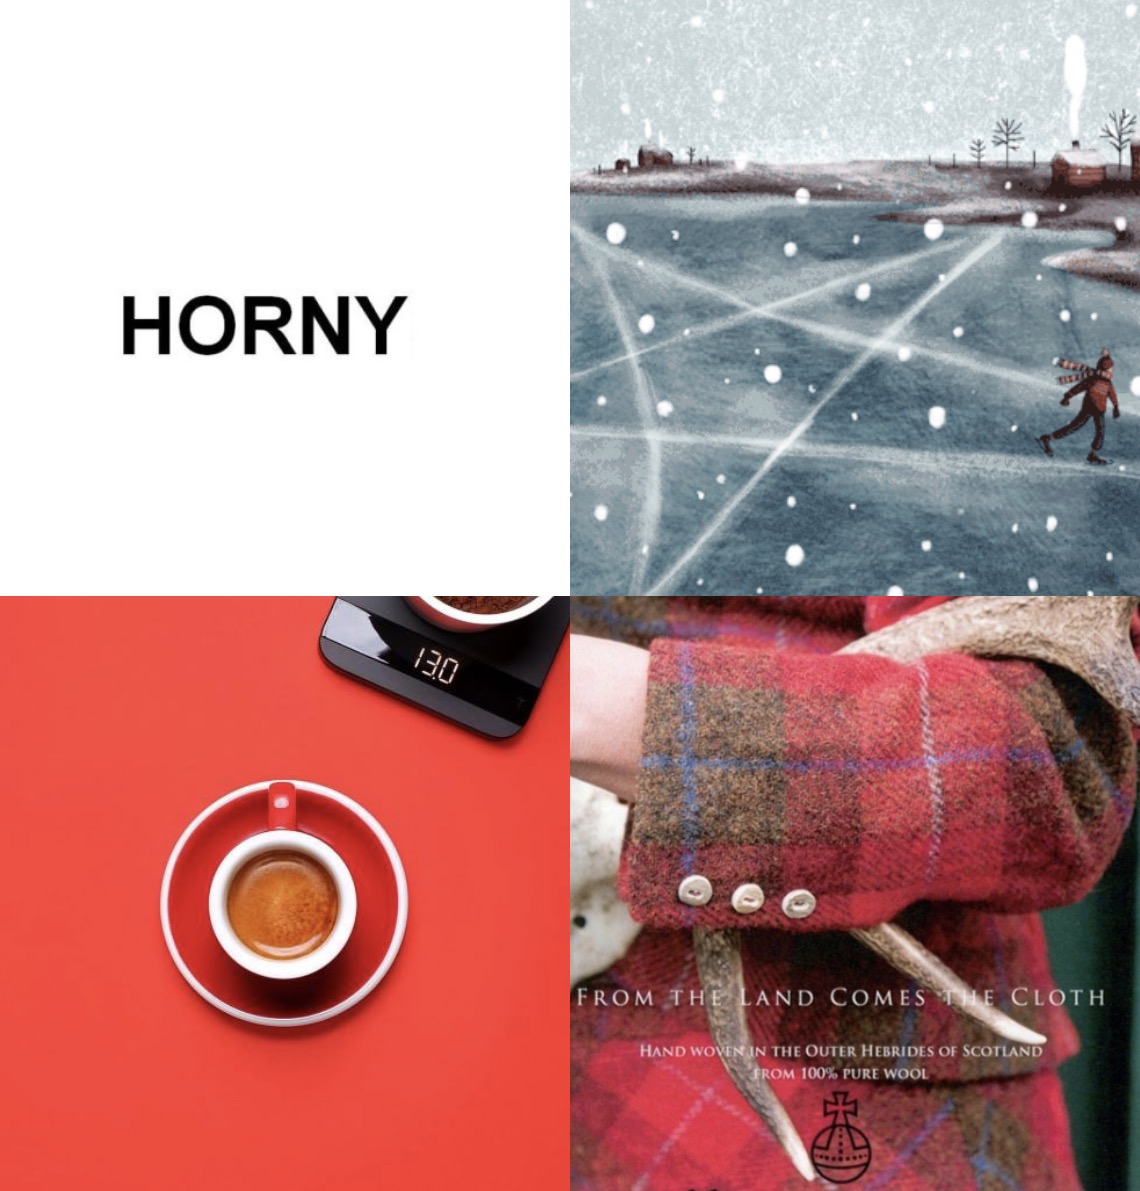 HORNY
13.0
FROM THE LAND COMES THE CLOTH
HAND WOVEN IN THE OUTER HEBRIDES OF SCOTLAND
FROM 100% PURE WOOL